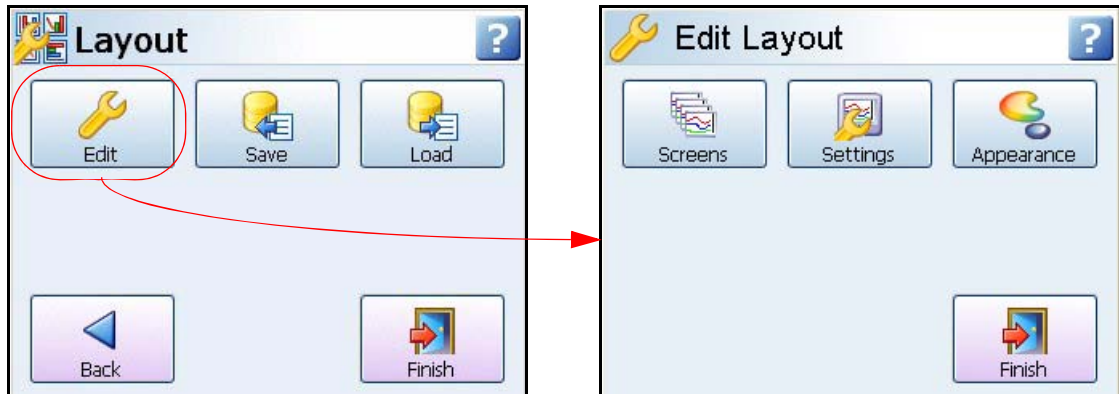 Layout
?
Edit
Save
Load
Back
Finish
Edit Layout
?
Screens
Settings
Appearance
Finish